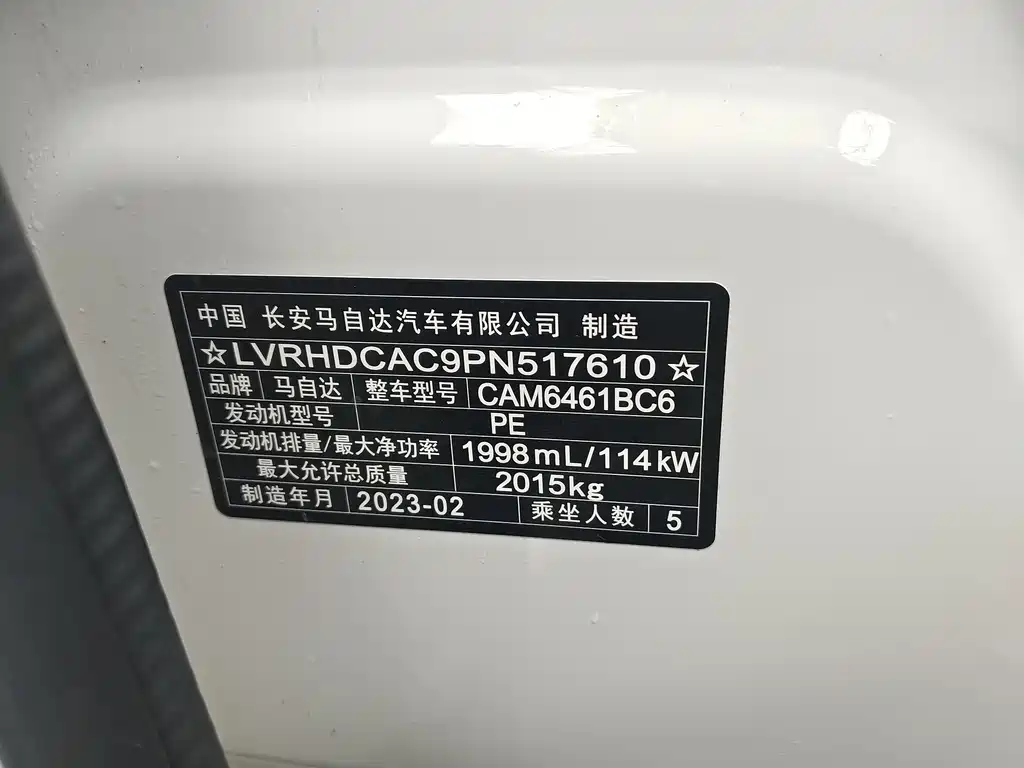 中国 长安马自达汽车有限公司 制造
☆LVRHDCAC9PN517610☆
品牌 马自达 整车型号 CAM6461BC6
发动机型号 PE
发动机排量/最大净功率 1998mL/114kW
最大允许总质量 2015kg
制造年月 2023-02 乘坐人数 5